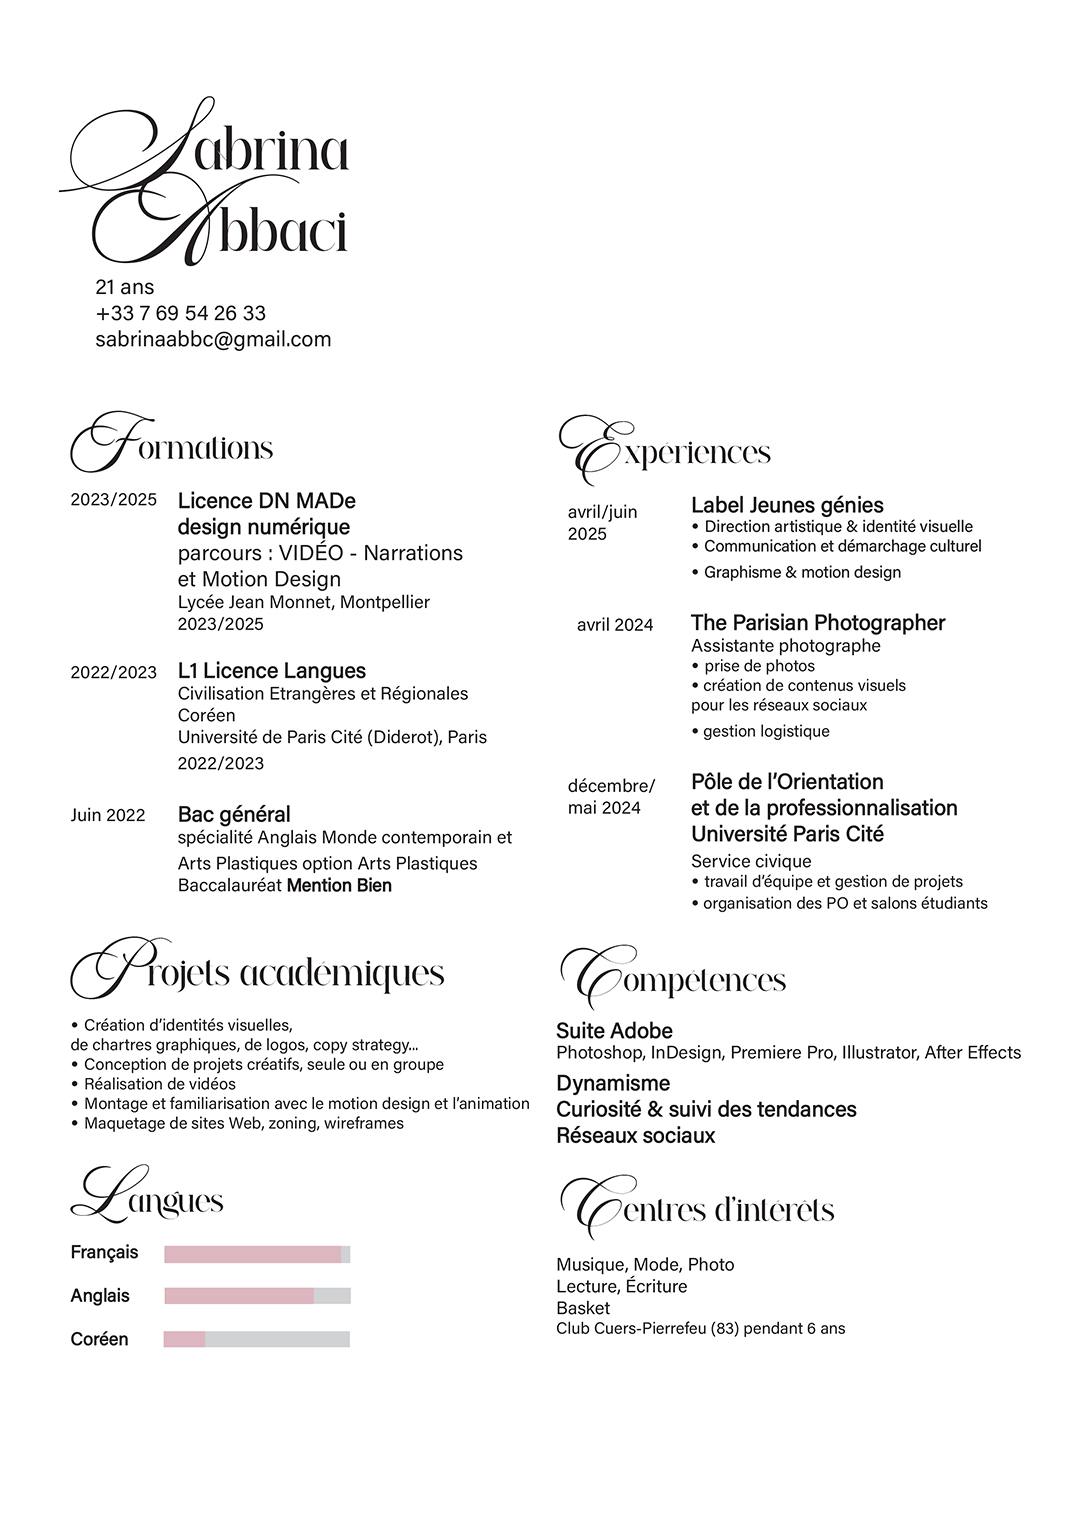 Sabrina
Abbaci
21 ans
+33 7 69 54 26 33
sabrinaabbc@gmail.com
Formations
2023/2025
Licence DN MADe
design numérique
parcours : VIDÉO - Narrations
et Motion Design
Lycée Jean Monnet, Montpellier
2023/2025
2022/2023
L1 Licence Langues
Civilisation Etrangères et Régionales
Coréen
Université de Paris Cité (Diderot), Paris
2022/2023
Juin 2022
Bac général
spécialité Anglais Monde contemporain et
Arts Plastiques option Arts Plastiques
Baccalauréat Mention Bien
Expériences
avril/juin
2025
Label Jeunes génies
• Direction artistique & identité visuelle
• Communication et démarchage culturel
• Graphisme & motion design
avril 2024
The Parisian Photographer
Assistante photographe
• prise de photos
• création de contenus visuels
pour les réseaux sociaux
• gestion logistique
décembre/
mai 2024
Pôle de l'Orientation
et de la professionnalisation
Université Paris Cité
Service civique
• travail d'équipe et gestion de projets
• organisation des PO et salons étudiants
Projets académiques
• Création d'identités visuelles,
de chartres graphiques, de logos, copy strategy...
• Conception de projets créatifs, seule ou en groupe
• Réalisation de vidéos
• Montage et familiarisation avec le motion design et l'animation
• Maquetage de sites Web, zoning, wireframes
Compétences
Suite Adobe
Photoshop, InDesign, Premiere Pro, Illustrator, After Effects
Dynamisme
Curiosité & suivi des tendances
Réseaux sociaux
Langues
Français
Anglais
Coréen
Centres d'intérêts
Musique, Mode, Photo
Lecture, Écriture
Basket
Club Cuers-Pierrefeu (83) pendant 6 ans